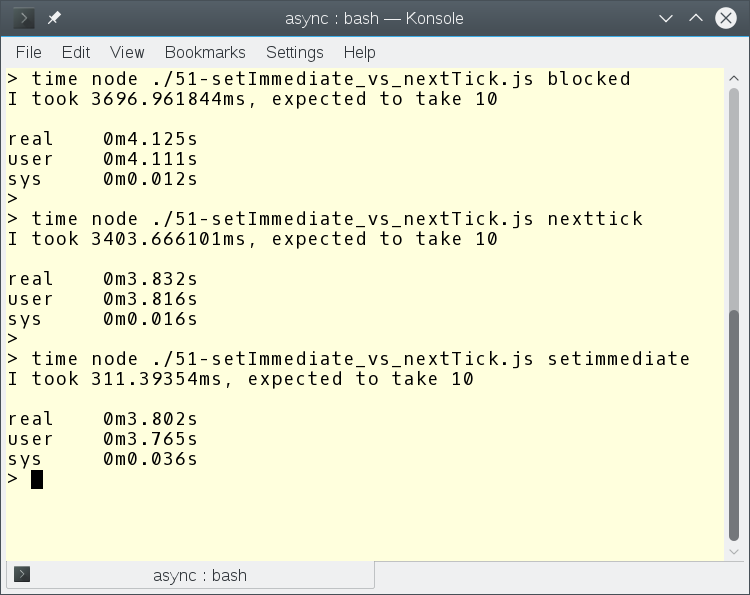 async : bash — Konsole
File Edit View Bookmarks Settings Help
> time node ./51-setImmediate_vs_nextTick.js blocked
I took 3696.961844ms, expected to take 10
real 0m4.125s
user 0m4.111s
sys 0m0.012s
>
> time node ./51-setImmediate_vs_nextTick.js nexttick
I took 3403.666101ms, expected to take 10
real 0m3.832s
user 0m3.816s
sys 0m0.016s
>
> time node ./51-setImmediate_vs_nextTick.js setimmediate
I took 311.39354ms, expected to take 10
real 0m3.802s
user 0m3.765s
sys 0m0.036s
>
async : bash